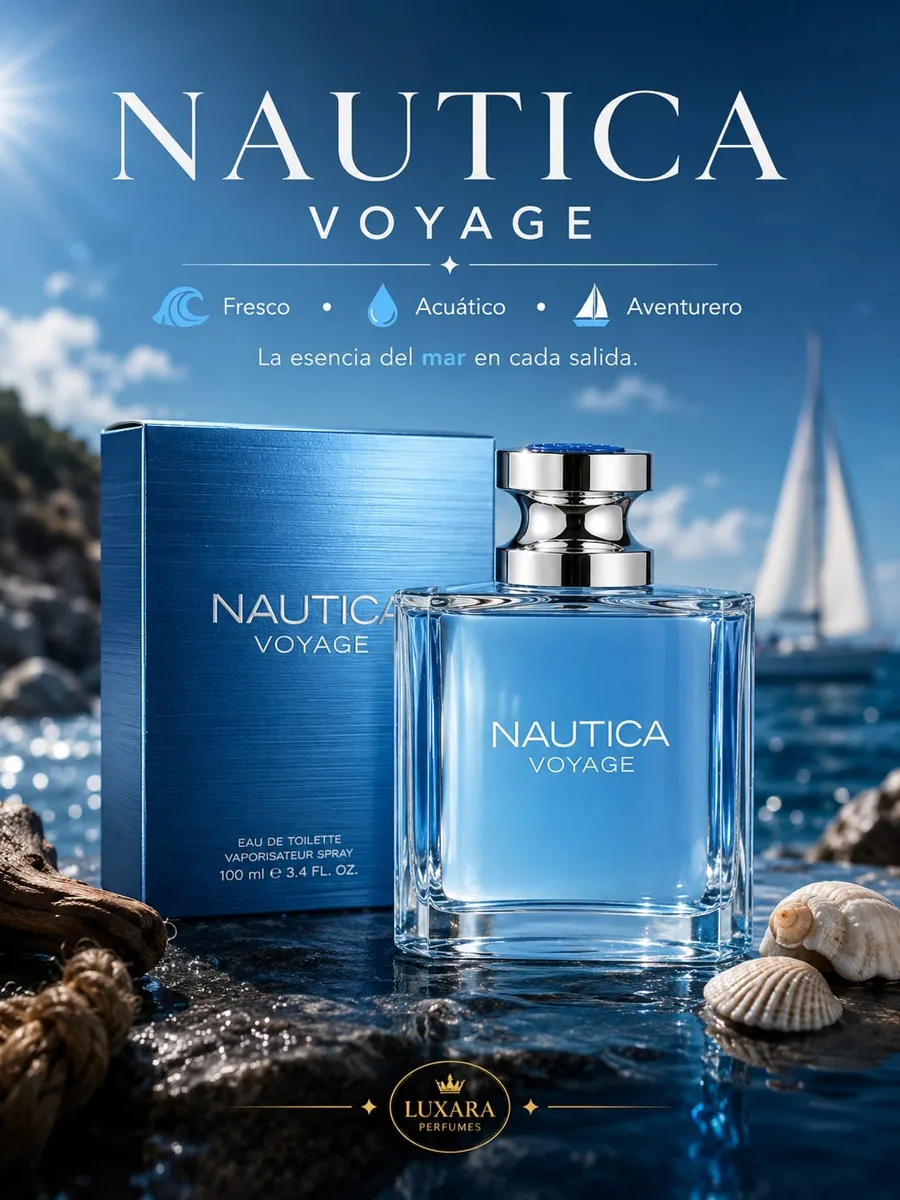 NAUTICA
VOYAGE
Fresco • Acuático • Aventurero
La esencia del mar en cada salida.
NAUTICA
VOYAGE
EAU DE TOILETTE
VAPORISATEUR SPRAY
100 ml ℮ 3.4 FL. OZ.
NAUTICA
VOYAGE
LUXARA
PERFUMES